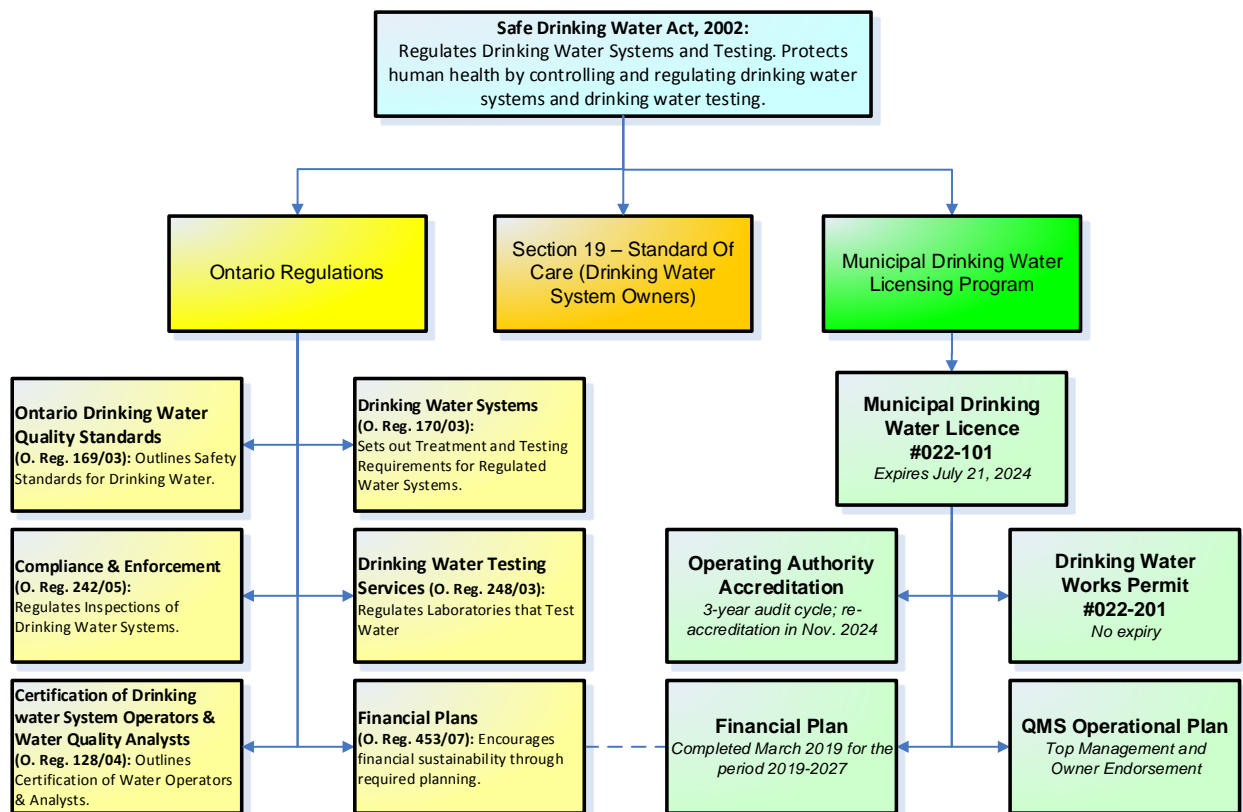 Safe Drinking Water Act, 2002:
Regulates Drinking Water Systems and Testing. Protects
human health by controlling and regulating drinking water
systems and drinking water testing.
Ontario Regulations
Section 19 – Standard Of
Care (Drinking Water
System Owners)
Municipal Drinking Water
Licensing Program
Ontario Drinking Water
Quality Standards
(O. Reg. 169/03): Outlines Safety
Standards for Drinking Water.
Drinking Water Systems
(O. Reg. 170/03):
Sets out Treatment and Testing
Requirements for Regulated
Water Systems.
Municipal Drinking
Water Licence
#022-101
Expires July 21, 2024
Compliance & Enforcement
(O. Reg. 242/05):
Regulates Inspections of
Drinking Water Systems.
Drinking Water Testing
Services (O. Reg. 248/03):
Regulates Laboratories that Test
Water
Operating Authority
Accreditation
3-year audit cycle; re-
accreditation in Nov. 2024
Drinking Water
Works Permit
#022-201
No expiry
Certification of Drinking
water System Operators &
Water Quality Analysts
(O. Reg. 128/04): Outlines
Certification of Water Operators
& Analysts.
Financial Plans
(O. Reg. 453/07): Encourages
financial sustainability through
required planning.
Financial Plan
Completed March 2019 for the
period 2019-2027
QMS Operational Plan
Top Management and
Owner Endorsement